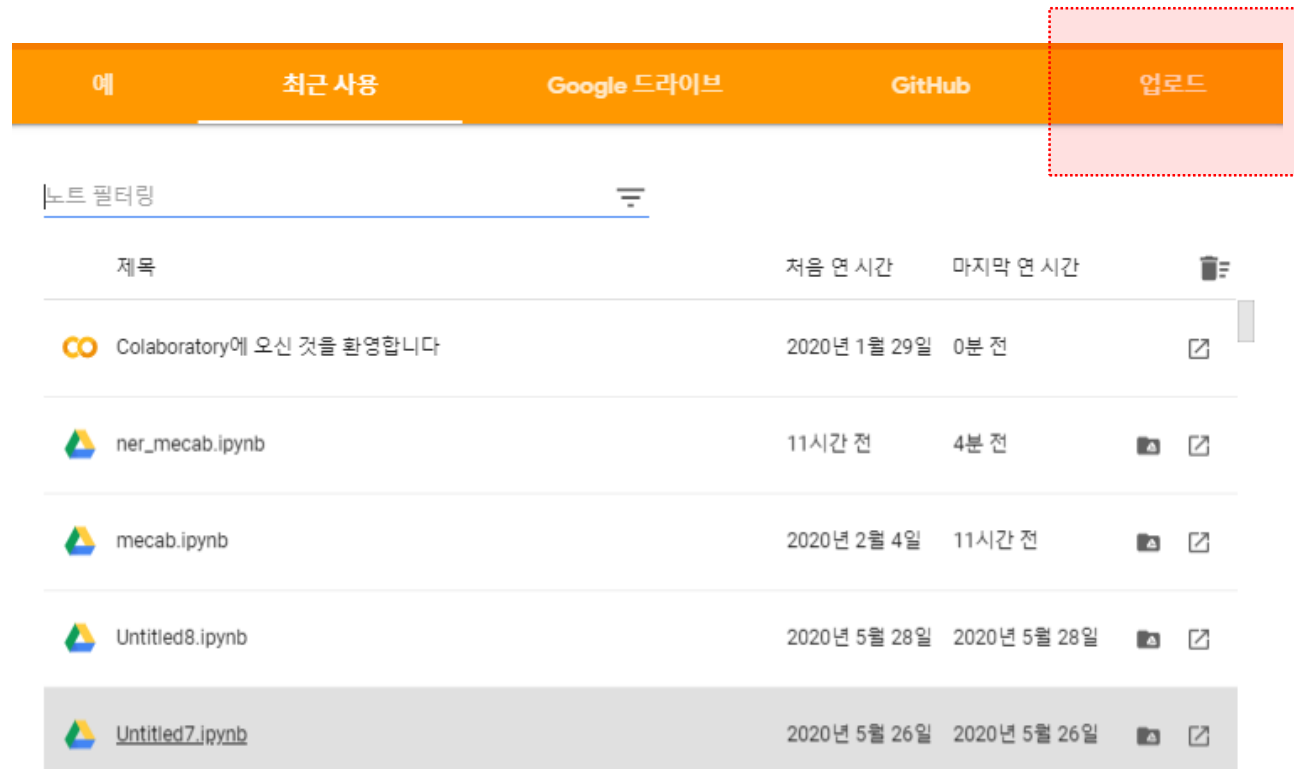 예 최근 사용 Google 드라이브 GitHub 업로드
노트 필터링
제목 처음 연 시간 마지막 연 시간
CO Colaboratory에 오신 것을 환영합니다 2020년 1월 29일 0분 전
ner_mecab.ipynb 11시간 전 4분 전
mecab.ipynb 2020년 2월 4일 11시간 전
Untitled8.ipynb 2020년 5월 28일 2020년 5월 28일
Untitled7.ipynb 2020년 5월 26일 2020년 5월 26일